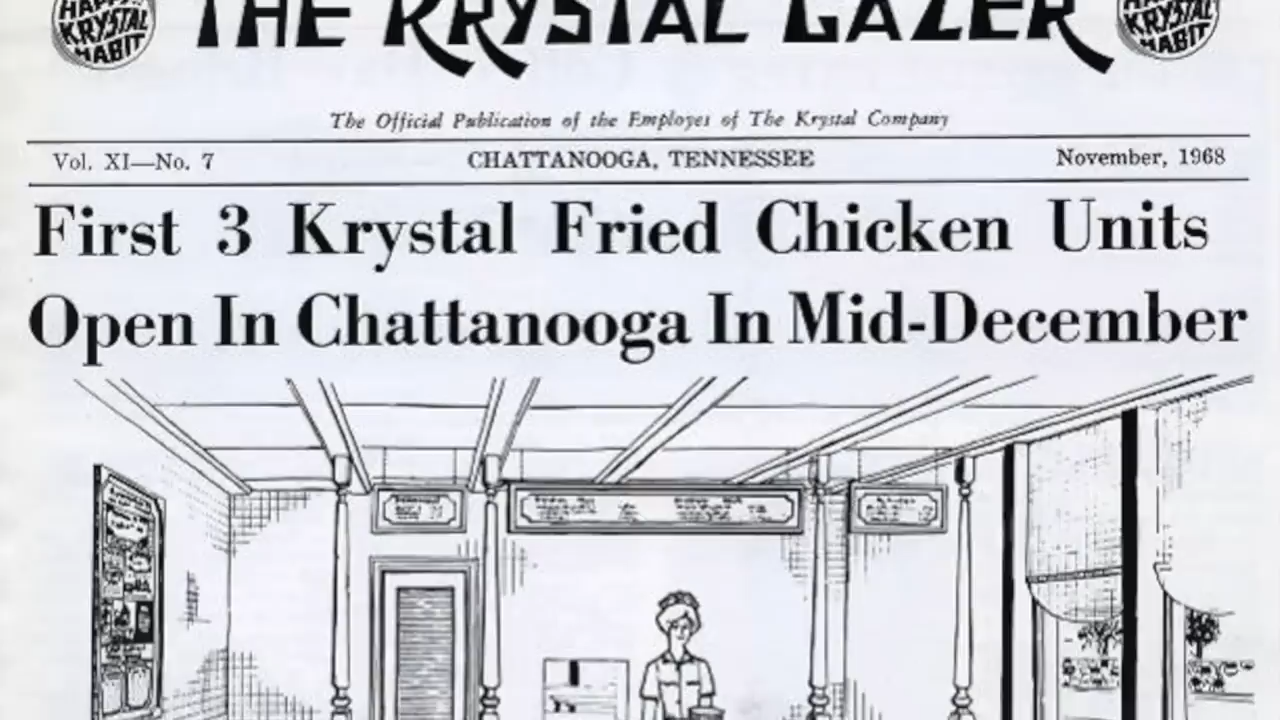 HAPPY KRYSTAL HABIT
THE KRYSTAL GAZER
HAPPY KRYSTAL HABIT
The Official Publication of the Employes of The Krystal Company
Vol. XI—No. 7 CHATTANOOGA, TENNESSEE November, 1968
First 3 Krystal Fried Chicken Units
Open In Chattanooga In Mid-December